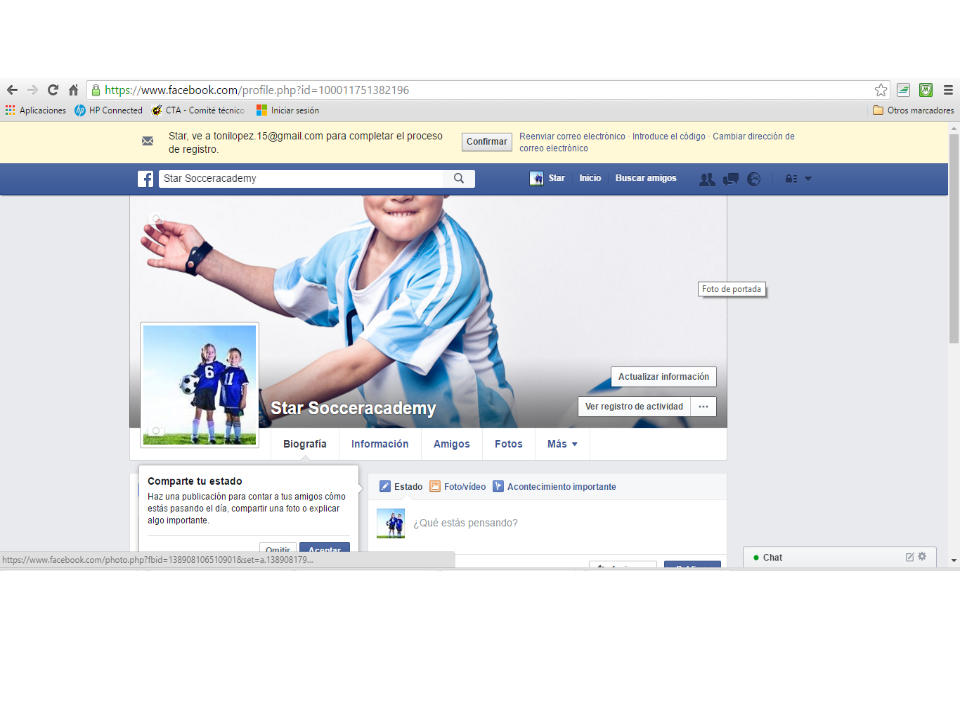 https://www.facebook.com/profile.php?id=100011751382196
Aplicaciones HP Connected CTA - Comité técnico Iniciar sesión Otros marcadores
Star, ve a tonilopez.15@gmail.com para completar el proceso
de registro.
Confirmar
Reenviar correo electrónico · Introduce el código · Cambiar dirección de
correo electrónico
Star Socceracademy
Star Inicio Buscar amigos
Foto de portada
6 11
Actualizar información
Star Socceracademy
Ver registro de actividad ...
Biografía Información Amigos Fotos Más
Comparte tu estado
Haz una publicación para contar a tus amigos cómo
estás pasando el día, compartir una foto o explicar
algo importante.
Omitir Aceptar
Estado Foto/vídeo Acontecimiento importante
¿Qué estás pensando?
https://www.facebook.com/photo.php?fbid=138908106510901&set=a.138908179...
Chat